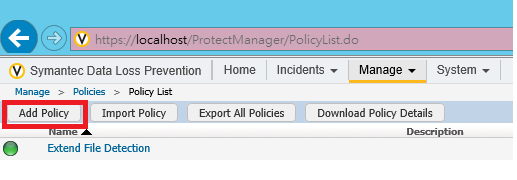 https://localhost/ProtectManager/PolicyList.do
Symantec Data Loss Prevention Home Incidents Manage System
Manage > Policies > Policy List
Add Policy Import Policy Export All Policies Download Policy Details
Name Description
Extend File Detection